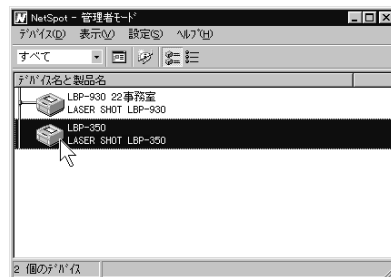 NetSpot - 管理者ﾓｰﾄﾞ
ﾃﾞﾊﾞｲｽ(D) 表示(V) 設定(S) ﾍﾙﾌﾟ(H)
すべて
ﾃﾞﾊﾞｲｽ名と製品名
LBP-930 22事務室
LASER SHOT LBP-930
LBP-350
LASER SHOT LBP-350
2 個のﾃﾞﾊﾞｲｽ